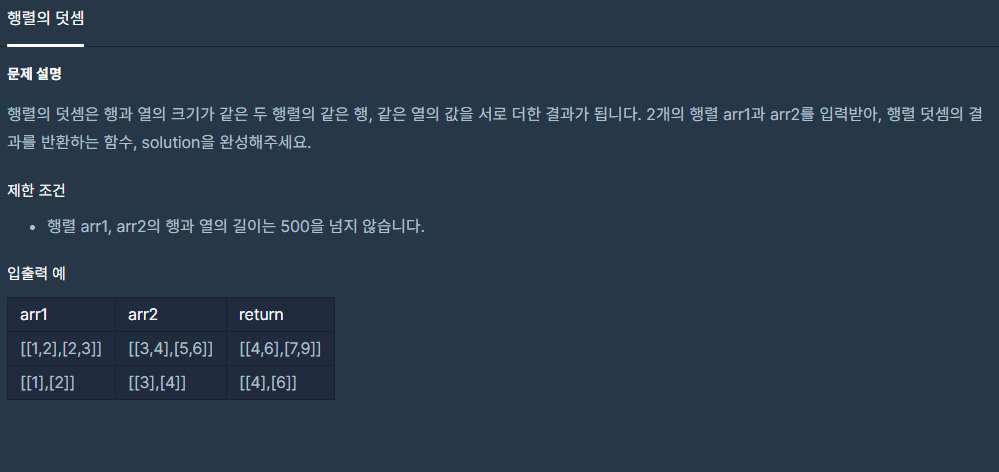 행렬의 덧셈
문제 설명
행렬의 덧셈은 행과 열의 크기가 같은 두 행렬의 같은 행, 같은 열의 값을 서로 더한 결과가 됩니다. 2개의 행렬 arr1과 arr2를 입력받아, 행렬 덧셈의 결
과를 반환하는 함수, solution을 완성해주세요.
제한 조건
• 행렬 arr1, arr2의 행과 열의 길이는 500을 넘지 않습니다.
입출력 예
arr1 arr2 return
[[1,2],[2,3]] [[3,4],[5,6]] [[4,6],[7,9]]
[[1],[2]] [[3],[4]] [[4],[6]]